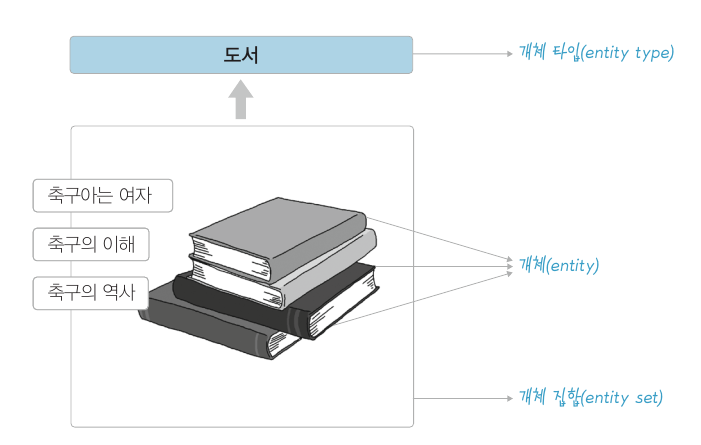 도서
개체 타입(entity type)
축구아는 여자
축구의 이해
축구의 역사
개체(entity)
개체 집합(entity set)